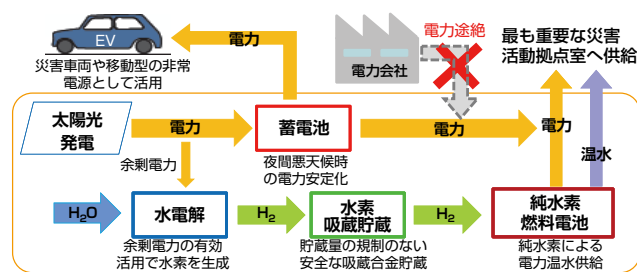 EV
電力
災害車両や移動型の非常
電源として活用
電力会社
電力途絶
最も重要な災害
活動拠点室へ供給
太陽光
発電
電力
蓄電池
電力
電力
温水
余剰電力
夜間悪天候時
の電力安定化
H₂O
水電解
H₂
水素
吸蔵貯蔵
H₂
純水素
燃料電池
余剰電力の有効
活用で水素を生成
貯蔵量の規制のない
安全な吸蔵合金貯蔵
純水素による
電力温水供給